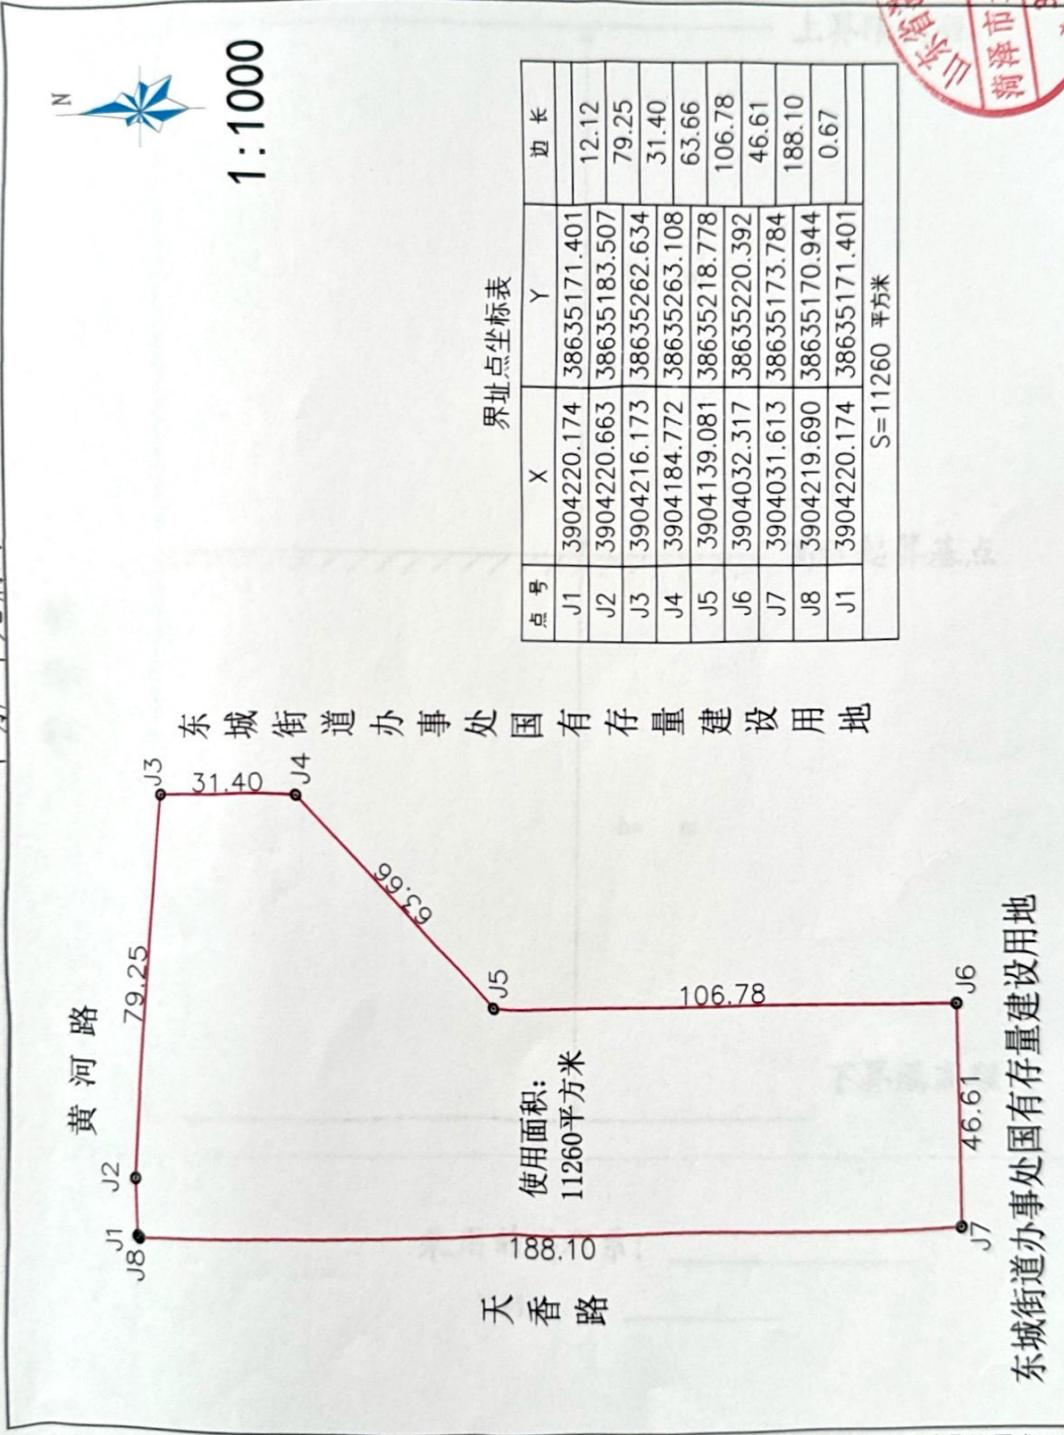 N
1:1000
黄河路
J1
J8
J2
79.25
J3
31.40
J4
63.66
J5
106.78
J6
46.61
J7
188.10
天香路
使用面积:
11260平方米
东城街道办事处国有存量建设用地
东城街道办事处国有存量建设用地
界址点坐标表
点号 X Y 边长
J1 3904220.174 38635171.401
12.12
J2 3904220.663 38635183.507
79.25
J3 3904216.173 38635262.634
31.40
J4 3904184.772 38635263.108
63.66
J5 3904139.081 38635218.778
106.78
J6 3904032.317 38635220.392
46.61
J7 3904031.613 38635173.784
188.10
J8 3904219.690 38635170.944
0.67
J1 3904220.174 38635171.401
S=11260 平方米
山东省
菏泽市